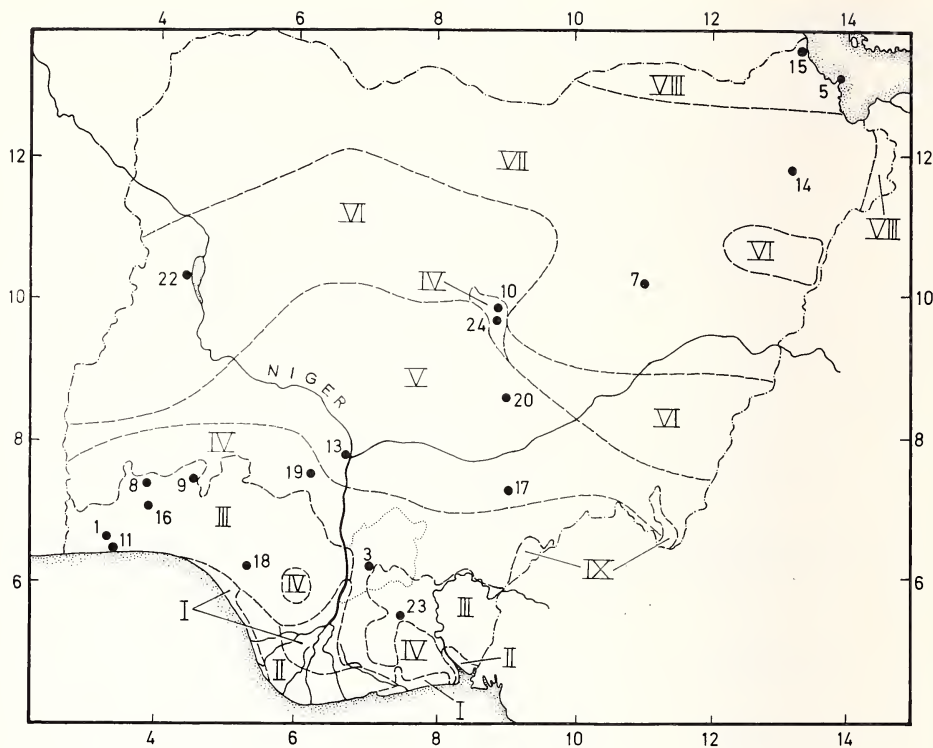 4 6 8 10 12 14
15
5
VIII
12 VII 12
14
VIII
VI
VI
22
7
10 IV 10 10
24
NIGER
V
20
VI
8 IV 13 8
19
8 9
17
16
III
1
11
18 3
IX
6 IV 6
I
23
III
IV
II
II
I
4 6 8 10 12 14